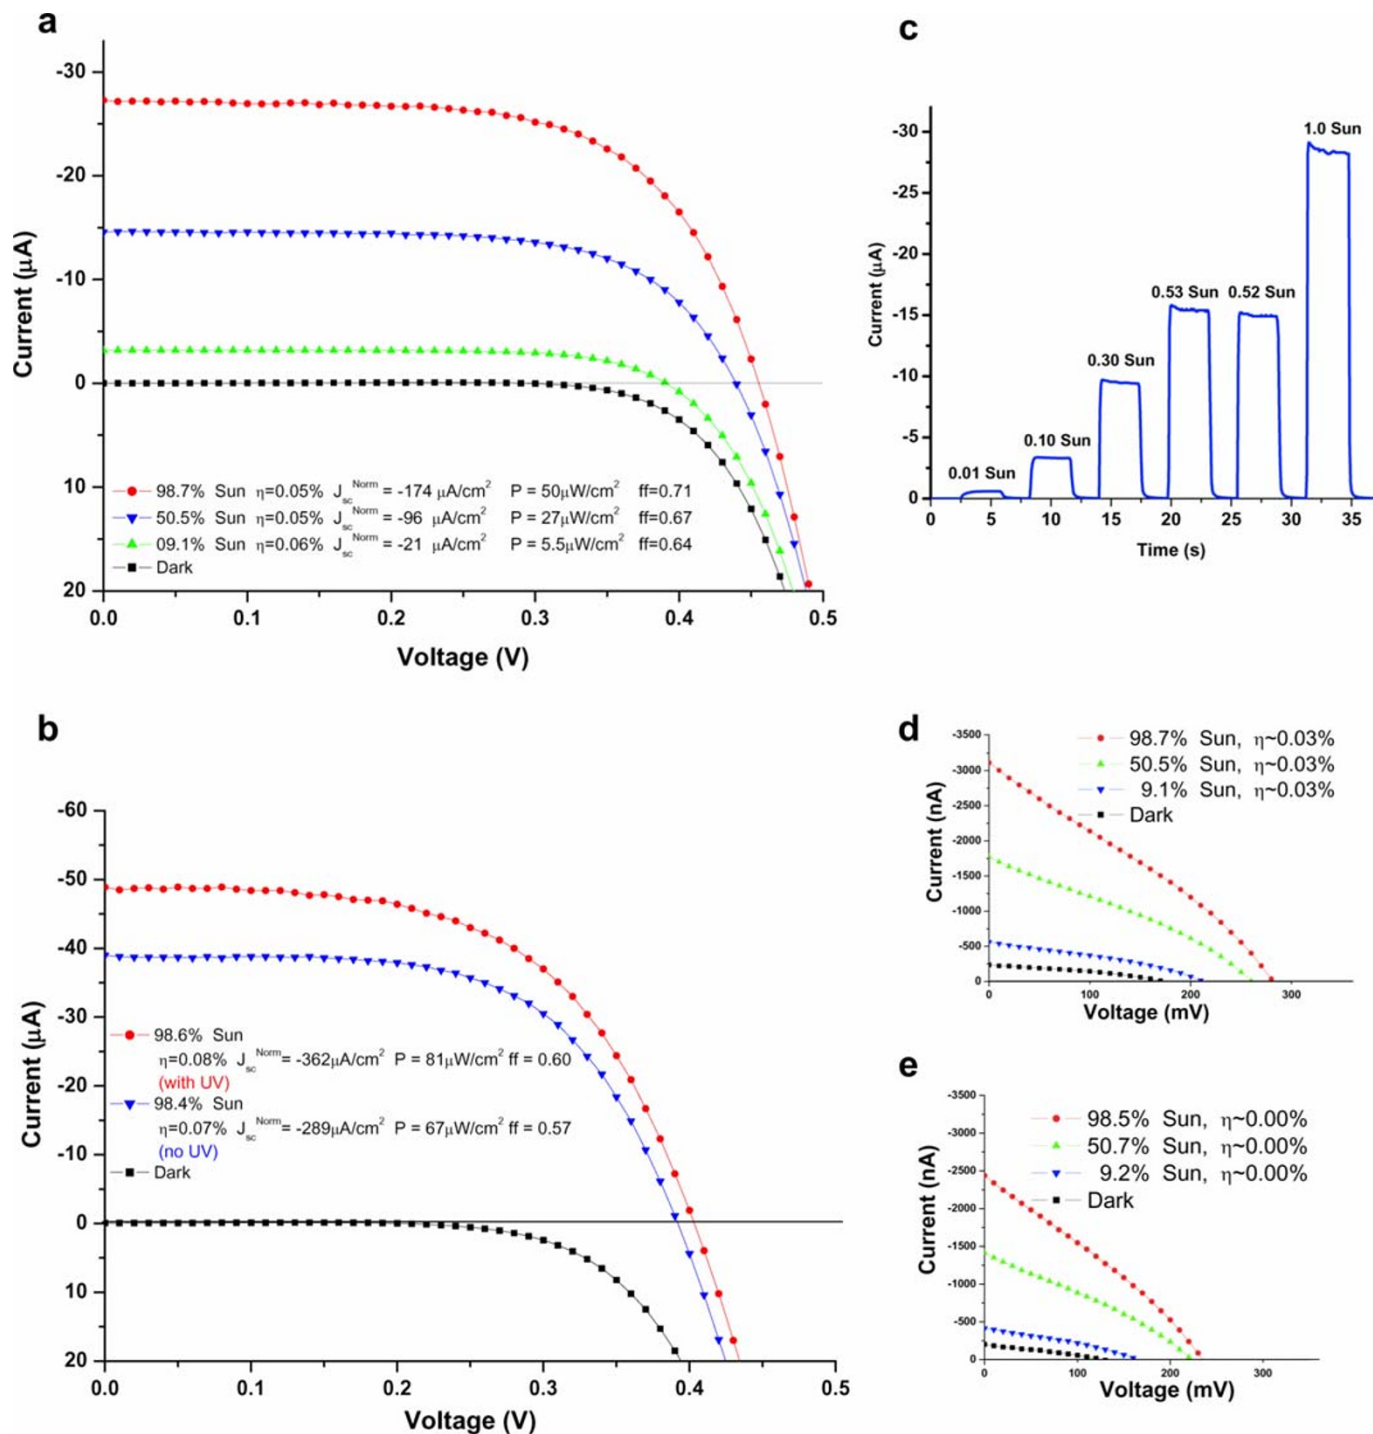 a
-30
-20
-10
0
10
20
Current (μA)
98.7% Sun η=0.05% J_sc^Norm = -174 μA/cm² P = 50μW/cm² ff=0.71
50.5% Sun η=0.05% J_sc^Norm = -96 μA/cm² P = 27μW/cm² ff=0.67
09.1% Sun η=0.06% J_sc^Norm = -21 μA/cm² P = 5.5μW/cm² ff=0.64
Dark
0.0 0.1 0.2 0.3 0.4 0.5
Voltage (V)
c
-30
-25
-20
-15
-10
-5
0
Current (μA)
0.01 Sun
0.10 Sun
0.30 Sun
0.53 Sun
0.52 Sun
1.0 Sun
0 5 10 15 20 25 30 35
Time (s)
b
-60
-50
-40
-30
-20
-10
0
10
20
Current (μA)
98.6% Sun
η=0.08% J_sc^Norm = -362μA/cm² P = 81μW/cm² ff = 0.60
(with UV)
98.4% Sun
η=0.07% J_sc^Norm = -289μA/cm² P = 67μW/cm² ff = 0.57
(no UV)
Dark
0.0 0.1 0.2 0.3 0.4 0.5
Voltage (V)
d
-3500
-3000
-2500
-2000
-1500
-1000
-500
0
Current (nA)
98.7% Sun, η~0.03%
50.5% Sun, η~0.03%
9.1% Sun, η~0.03%
Dark
0 100 200 300
Voltage (mV)
e
-3500
-3000
-2500
-2000
-1500
-1000
-500
0
Current (nA)
98.5% Sun, η~0.00%
50.7% Sun, η~0.00%
9.2% Sun, η~0.00%
Dark
0 100 200 300
Voltage (mV)